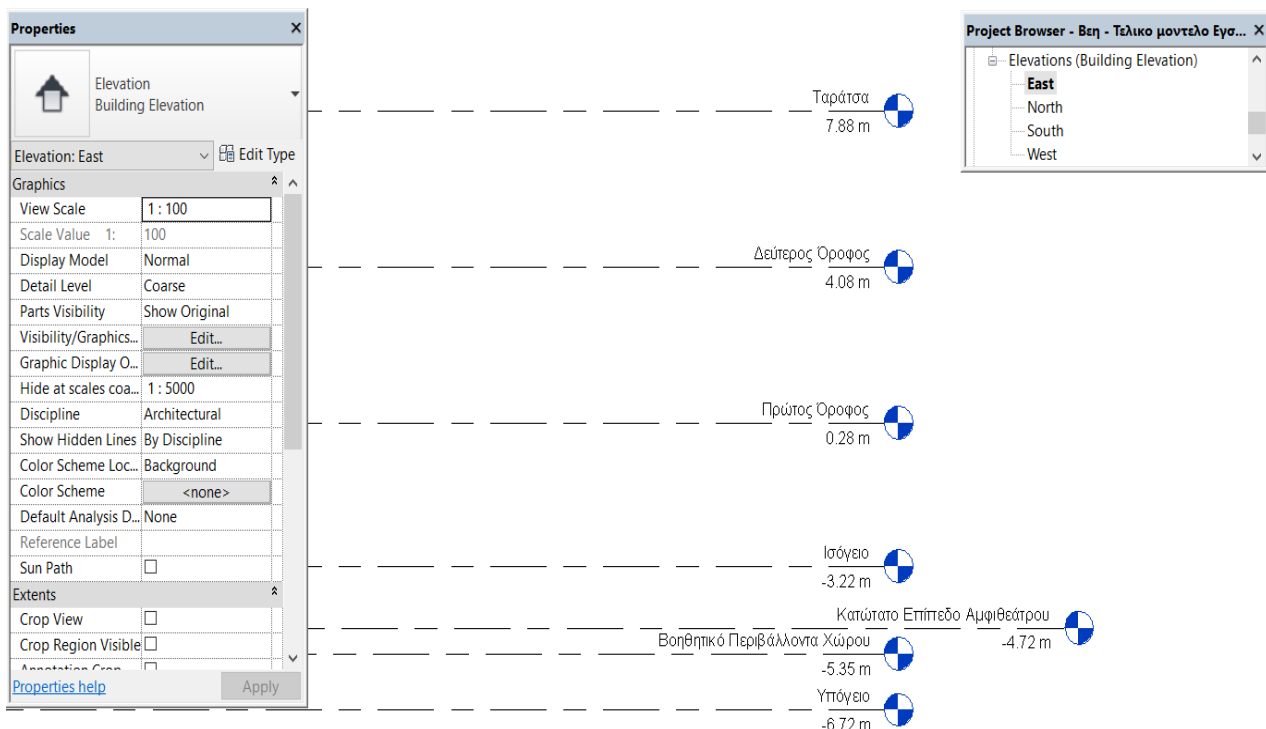 Properties
Elevation
Building Elevation
Elevation: East
Edit Type
Graphics
View Scale 1 : 100
Scale Value 1: 100
Display Model Normal
Detail Level Coarse
Parts Visibility Show Original
Visibility/Graphics... Edit...
Graphic Display O... Edit...
Hide at scales coa... 1 : 5000
Discipline Architectural
Show Hidden Lines By Discipline
Color Scheme Loc... Background
Color Scheme <none>
Default Analysis D... None
Reference Label
Sun Path
Extents
Crop View
Crop Region Visible
Annotation Crop
Properties help Apply
Ταράτσα
7.88 m
Δεύτερος Όροφος
4.08 m
Πρώτος Όροφος
0.28 m
Ισόγειο
-3.22 m
Κατώτατο Επίπεδο Αμφιθεάτρου
-4.72 m
Βοηθητικό Περιβάλλοντα Χώρου
-5.35 m
Υπόγειο
-6.72 m
Project Browser - Βεη - Τελικο μοντελο Εγσ...
Elevations (Building Elevation)
East
North
South
West